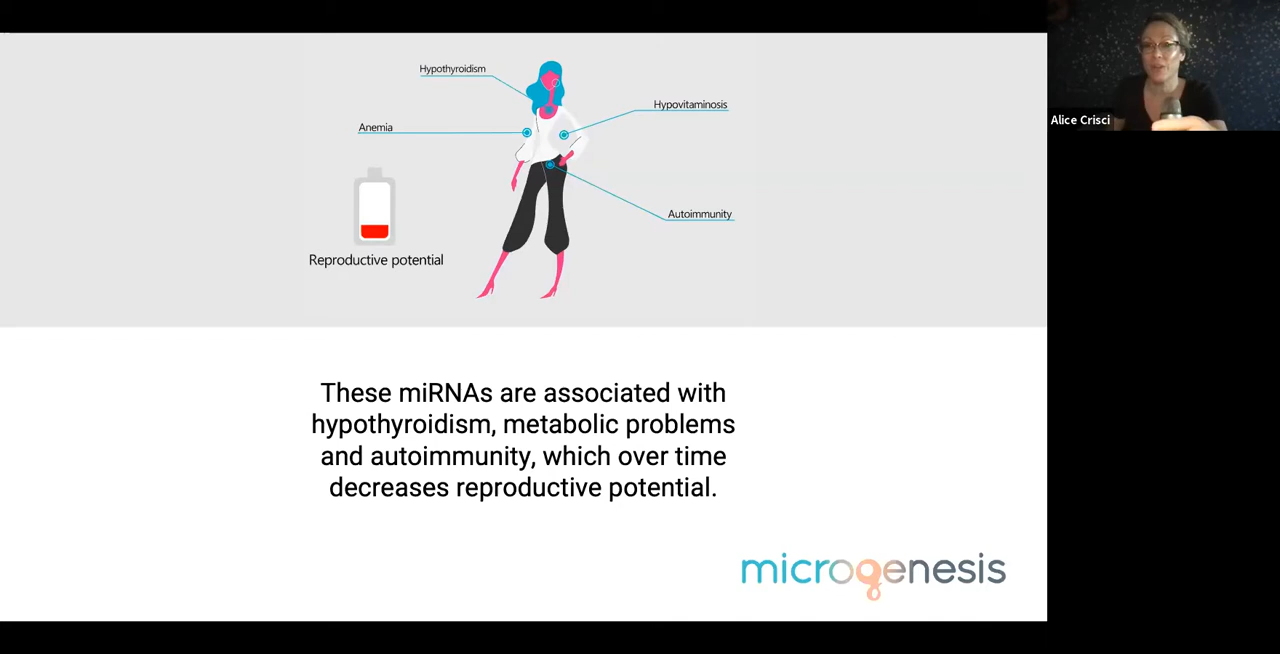 Hypothyroidism
Hypovitaminosis
Alice Crisci
Anemia
Autoimmunity
Reproductive potential
These miRNAs are associated with
hypothyroidism, metabolic problems
and autoimmunity, which over time
decreases reproductive potential.
microgenesis